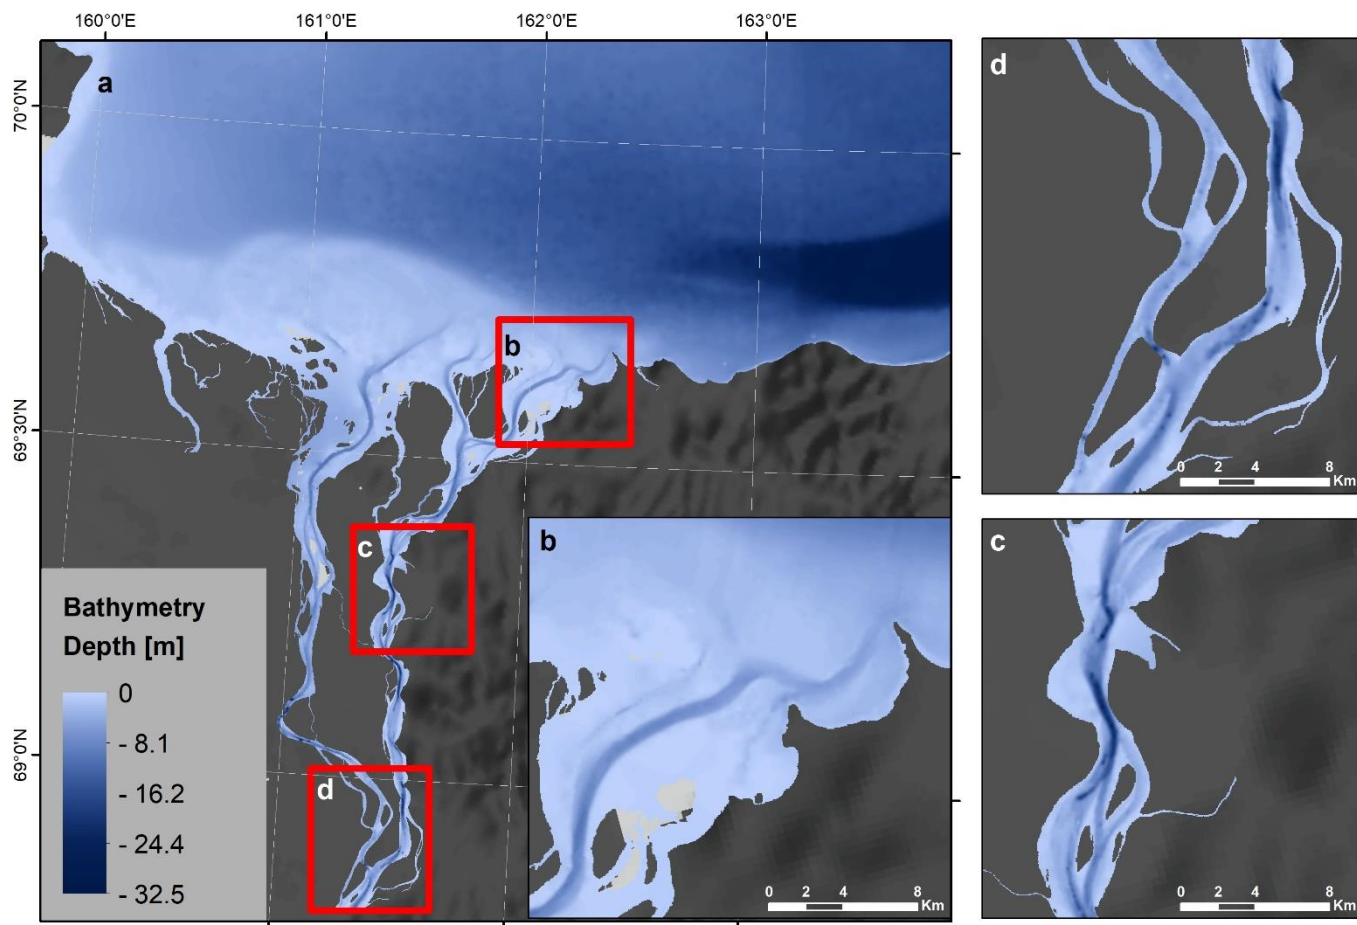 160°0'E
161°0'E
162°0'E
163°0'E
70°0'N
69°30'N
69°0'N
a
b
c
d
Bathymetry
Depth [m]
0
- 8.1
- 16.2
- 24.4
- 32.5
b
0 2 4 8
Km
d
0 2 4 8
Km
c
0 2 4 8
Km